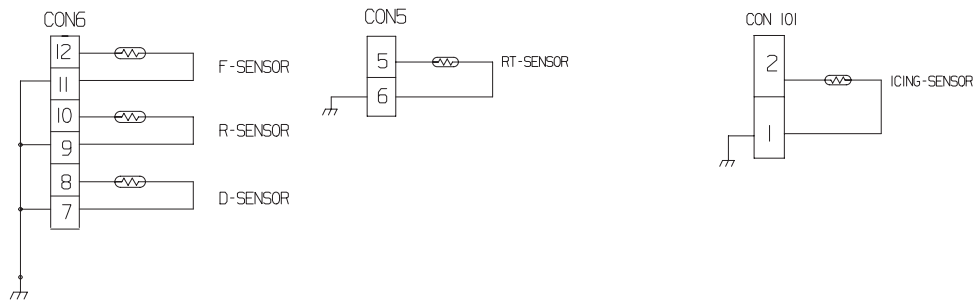 CON6
12
11
10
9
8
7
F-SENSOR
R-SENSOR
D-SENSOR
CON5
5
6
RT-SENSOR
CON 101
2
1
ICING-SENSOR